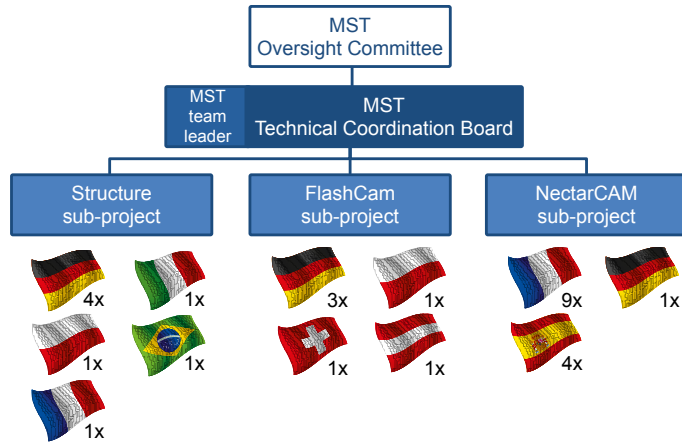 MST
Oversight Committee
MST
team
leader
MST
Technical Coordination Board
Structure
sub-project
FlashCam
sub-project
NectarCAM
sub-project
4x
1x
3x
1x
9x
1x
1x
1x
1x
1x
4x
1x